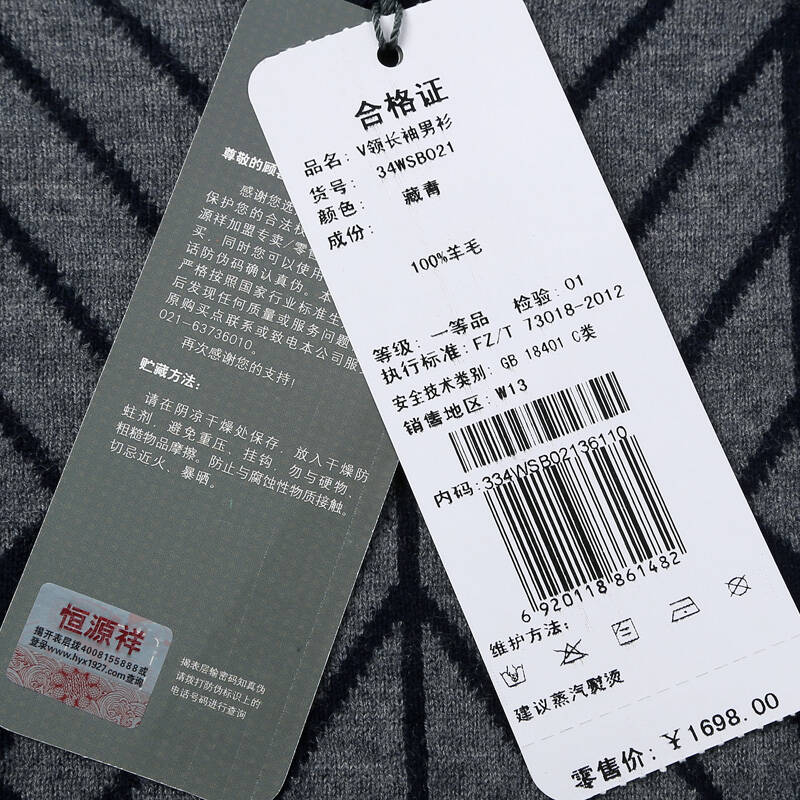 尊敬的顾
感谢您选
保护您的合法权
源祥加盟专卖/零
买，同时您可以使用
话防伪码确认真伪。本
严格按照国家行业标准生
后发现任何质量或服务问题
原购买点联系或致电本公司服
021-63736010。
再次感谢您的支持！
贮藏方法：
请在阴凉干燥处保存，放入干燥防
蛀剂，避免重压、挂钩，勿与硬物、
粗糙物品摩擦。防止与腐蚀性物质接触。
切忌近火、暴晒。
恒源祥
揭开表层拨4008155888或
登录www.hyx1927.com查询
揭表层输密码知真伪
请拨打防伪标识上的
电话号码进行查询
合格证
品名：V领长袖男衫
货号：34WSB021
颜色：藏青
成份：
100%羊毛
等级：一等品 检验：01
执行标准：FZ/T 73018-2012
安全技术类别：GB 18401 C类
销售地区：W13
内码：334WSB02136110
6 920118 861482
维护方法：
建议蒸汽熨烫
零售价：¥1698.00